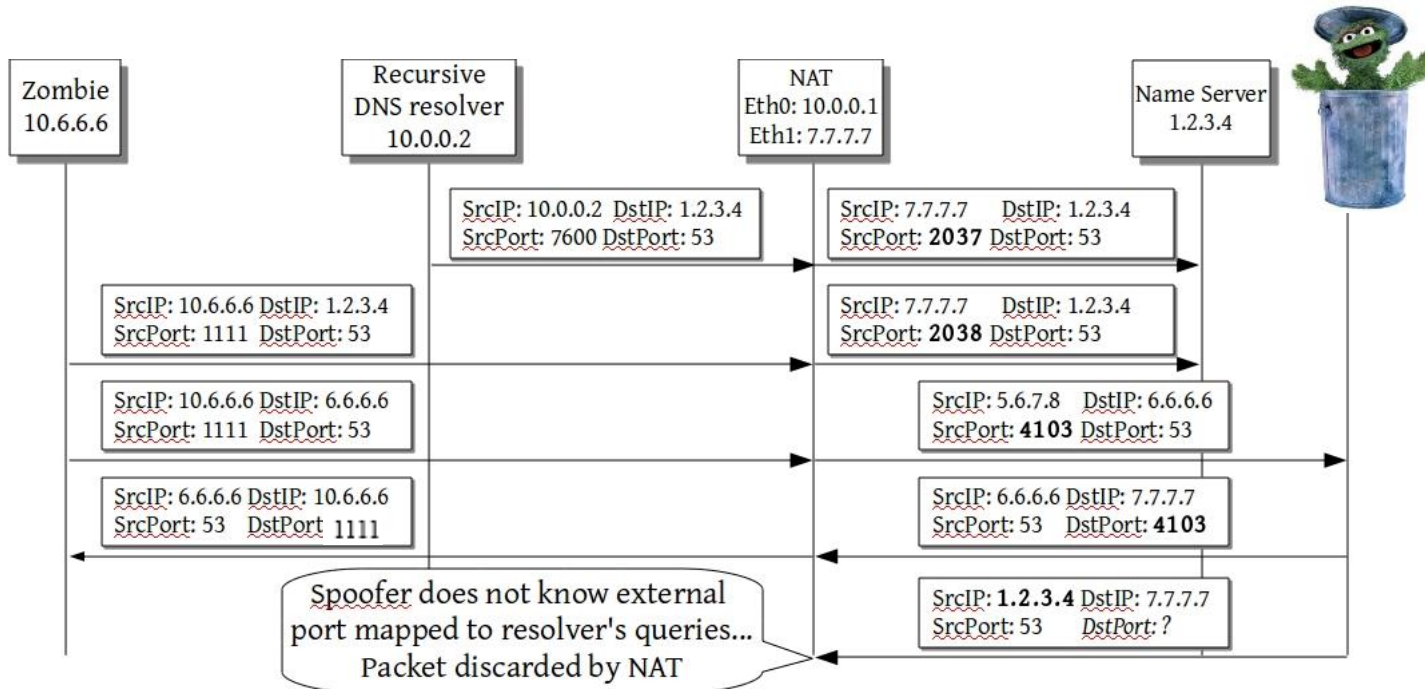 Zombie
10.6.6.6
Recursive
DNS resolver
10.0.0.2
NAT
Eth0: 10.0.0.1
Eth1: 7.7.7.7
Name Server
1.2.3.4
SrcIP: 10.0.0.2 DstIP: 1.2.3.4
SrcPort: 7600 DstPort: 53
SrcIP: 7.7.7.7 DstIP: 1.2.3.4
SrcPort: 2037 DstPort: 53
SrcIP: 10.6.6.6 DstIP: 1.2.3.4
SrcPort: 1111 DstPort: 53
SrcIP: 7.7.7.7 DstIP: 1.2.3.4
SrcPort: 2038 DstPort: 53
SrcIP: 10.6.6.6 DstIP: 6.6.6.6
SrcPort: 1111 DstPort: 53
SrcIP: 5.6.7.8 DstIP: 6.6.6.6
SrcPort: 4103 DstPort: 53
SrcIP: 6.6.6.6 DstIP: 10.6.6.6
SrcPort: 53 DstPort 1111
SrcIP: 6.6.6.6 DstIP: 7.7.7.7
SrcPort: 53 DstPort: 4103
Spoofer does not know external
port mapped to resolver's queries...
Packet discarded by NAT
SrcIP: 1.2.3.4 DstIP: 7.7.7.7
SrcPort: 53 DstPort: ?